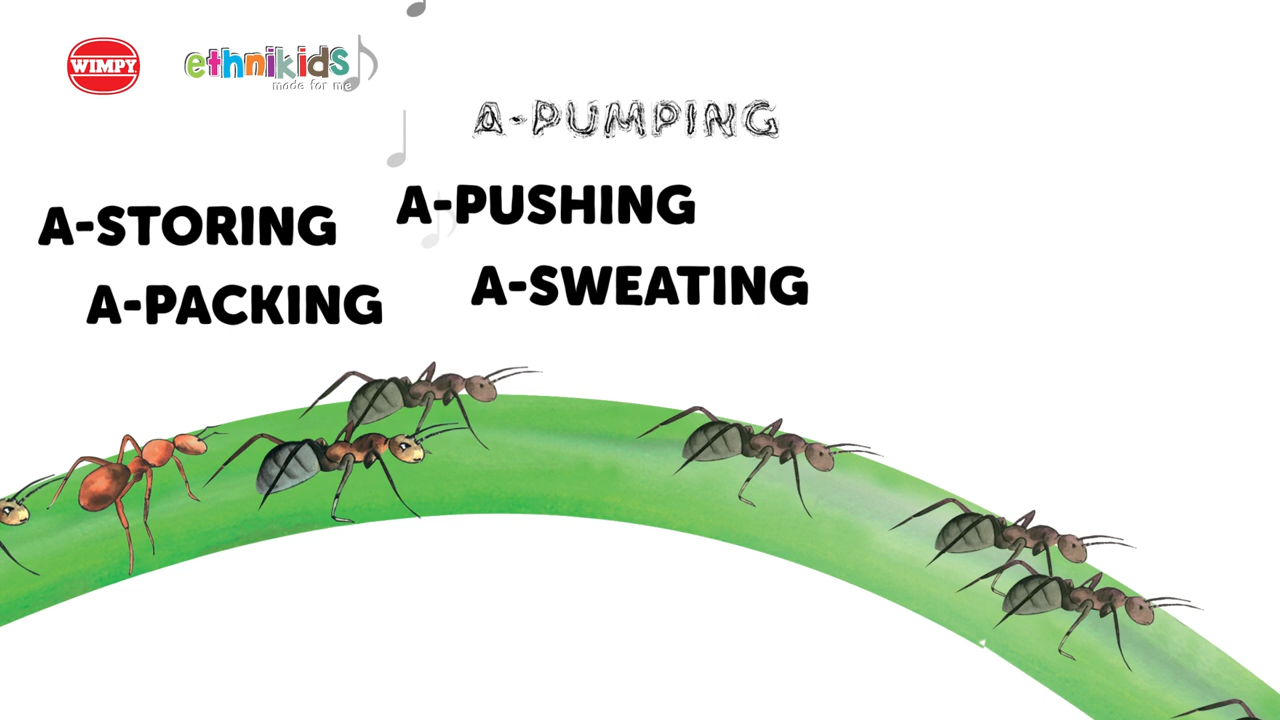 WIMPY
ethnikids
made for me
A-STORING
A-PACKING
A-PUMPING
A-PUSHING
A-SWEATING